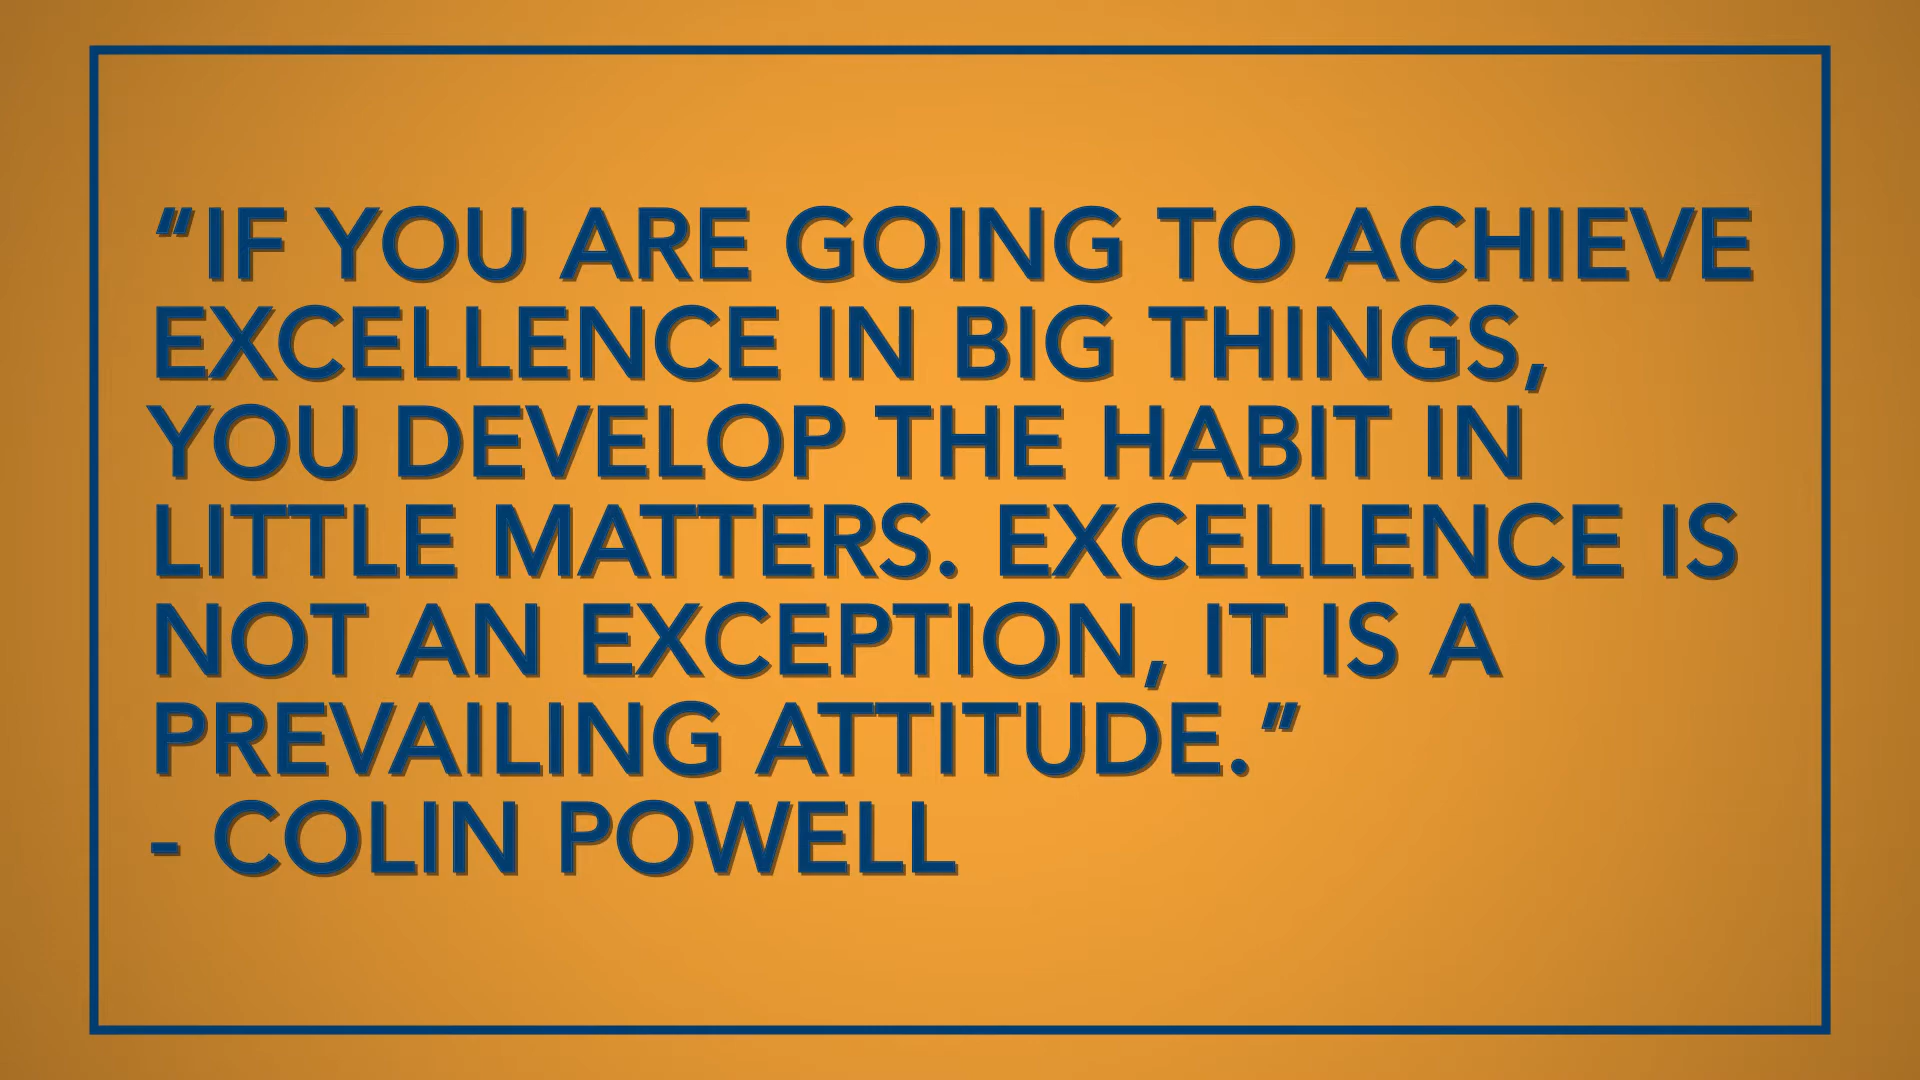 “IF YOU ARE GOING TO ACHIEVE
EXCELLENCE IN BIG THINGS,
YOU DEVELOP THE HABIT IN
LITTLE MATTERS. EXCELLENCE IS
NOT AN EXCEPTION, IT IS A
PREVAILING ATTITUDE.”
- COLIN POWELL